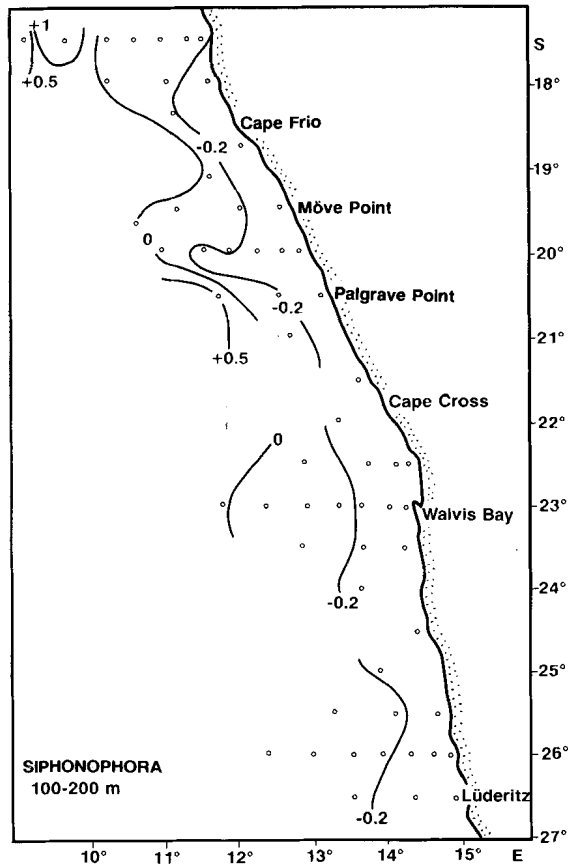 +1
S
+0.5
18°
Cape Frio
-0.2
19°
Möve Point
0
20°
Palgrave Point
-0.2
21°
+0.5
Cape Cross
22°
0
23°
Walvis Bay
24°
-0.2
25°
26°
SIPHONOPHORA
100-200 m
Lüderitz
-0.2
27°
10° 11° 12° 13° 14° 15° E